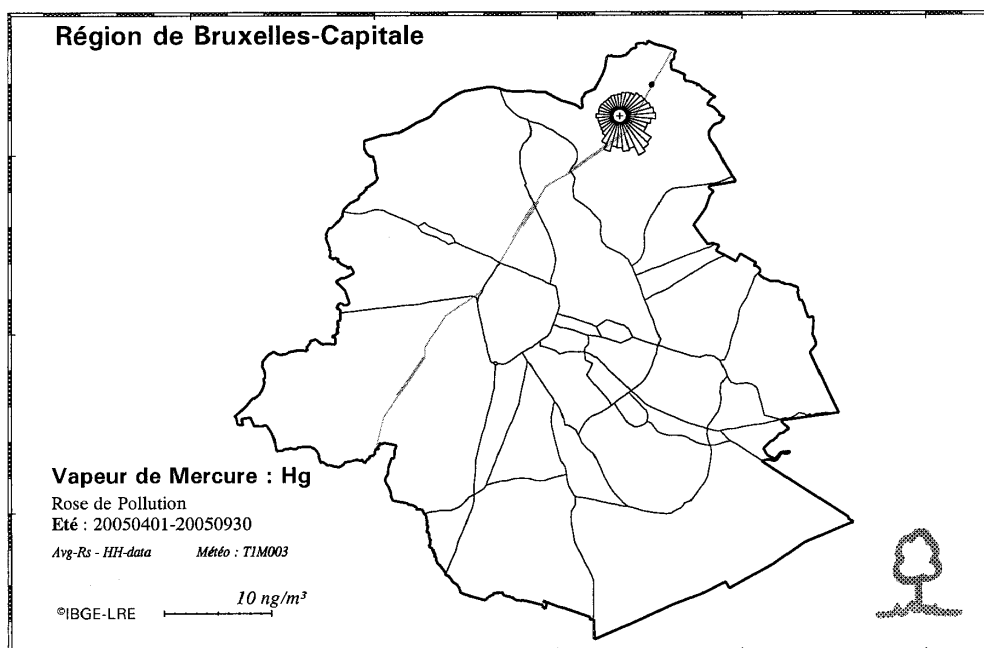 Région de Bruxelles-Capitale
Vapeur de Mercure : Hg
Rose de Pollution
Eté : 20050401-20050930
Avg-Rs - HH-data Météo : T1M003
©IBGE-LRE 10 ng/m³